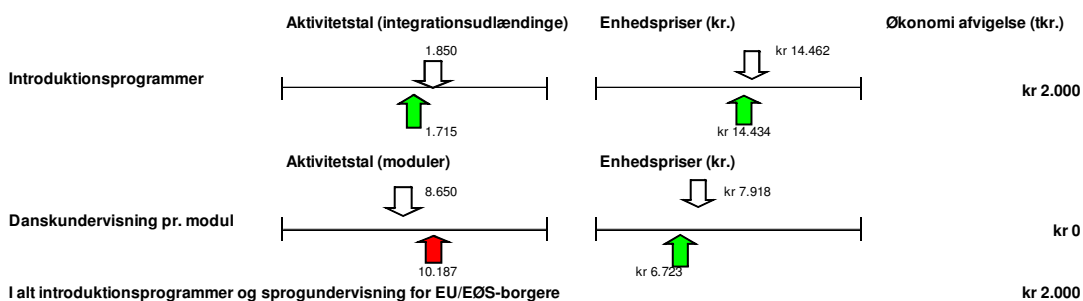 Aktivitetstal (integrationsudlændinge) Enhedspriser (kr.) Økonomi afvigelse (tkr.)
1.850 kr 14.462
Introduktionsprogrammer kr 2.000
1.715 kr 14.434
Aktivitetstal (moduler) Enhedspriser (kr.)
8.650 kr 7.918
Danskundervisning pr. modul kr 0
10.187 kr 6.723
I alt introduktionsprogrammer og sprogundervisning for EU/EØS-borgere kr 2.000